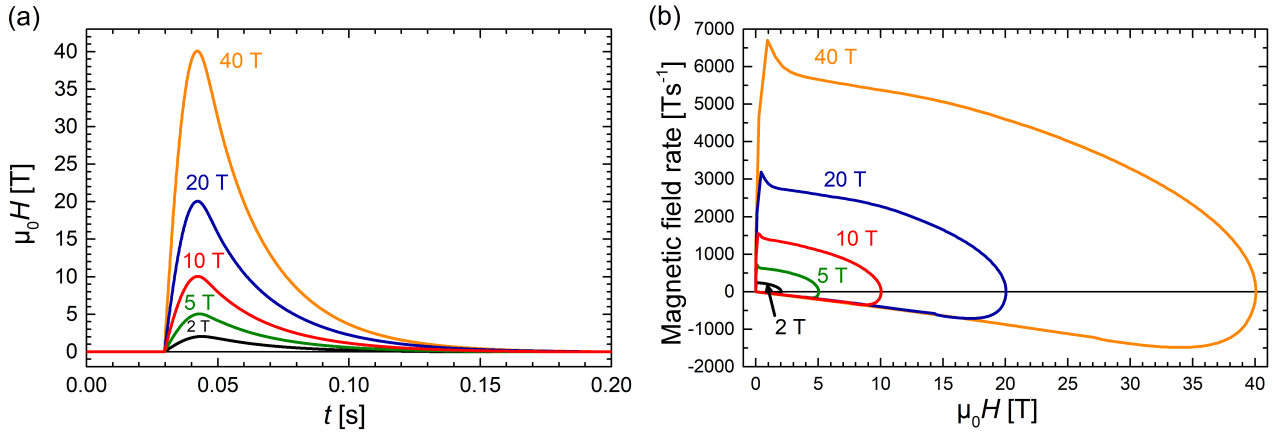 (a)
40
35
30
25
20
15
10
5
0
μ₀H [T]
40 T
20 T
10 T
5 T
2 T
0.00
0.05
0.10
0.15
0.20
t [s]
(b)
7000
6000
5000
4000
3000
2000
1000
0
-1000
-2000
Magnetic field rate [Ts⁻¹]
40 T
20 T
10 T
5 T
2 T
0
5
10
15
20
25
30
35
40
μ₀H [T]